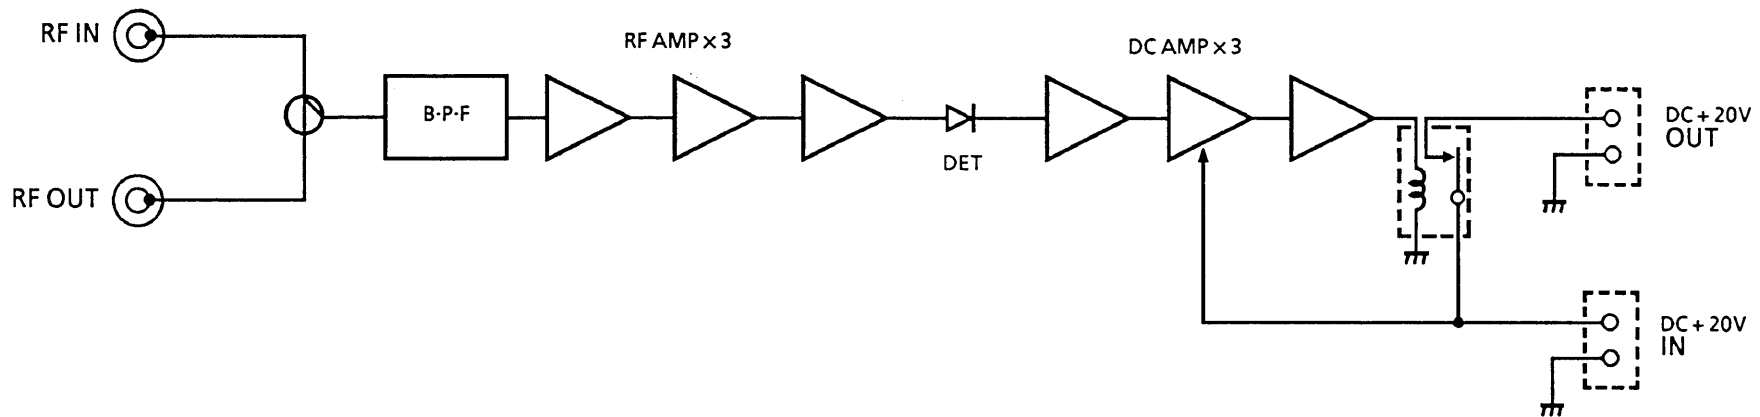 RF IN
RF OUT
B·P·F
RF AMP×3
DET
DC AMP×3
DC+20V
OUT
DC+20V
IN